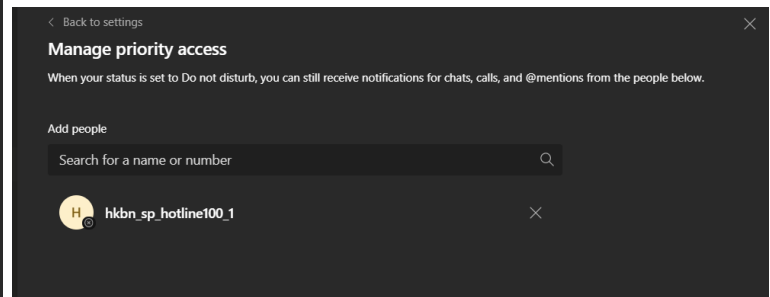 Back to settings
Manage priority access
When your status is set to Do not disturb, you can still receive notifications for chats, calls, and @mentions from the people below.
Add people
Search for a name or number
H
hkbn_sp_hotline100_1